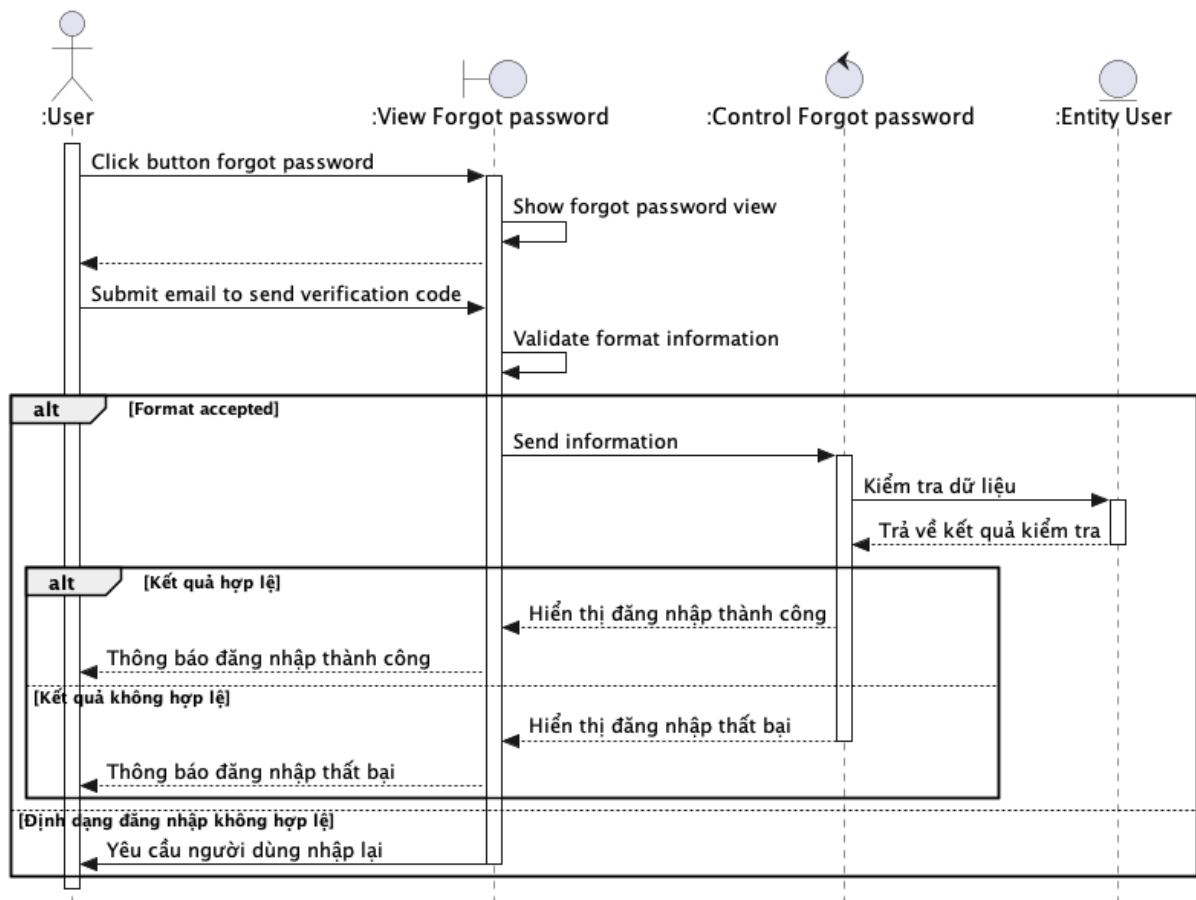 :User
:View Forgot password
:Control Forgot password
:Entity User
Click button forgot password
Show forgot password view
Submit email to send verification code
Validate format information
alt
[Format accepted]
Send information
Kiểm tra dữ liệu
Trả về kết quả kiểm tra
alt
[Kết quả hợp lệ]
Hiển thị đăng nhập thành công
Thông báo đăng nhập thành công
[Kết quả không hợp lệ]
Hiển thị đăng nhập thất bại
Thông báo đăng nhập thất bại
[Định dạng đăng nhập không hợp lệ]
Yêu cầu người dùng nhập lại